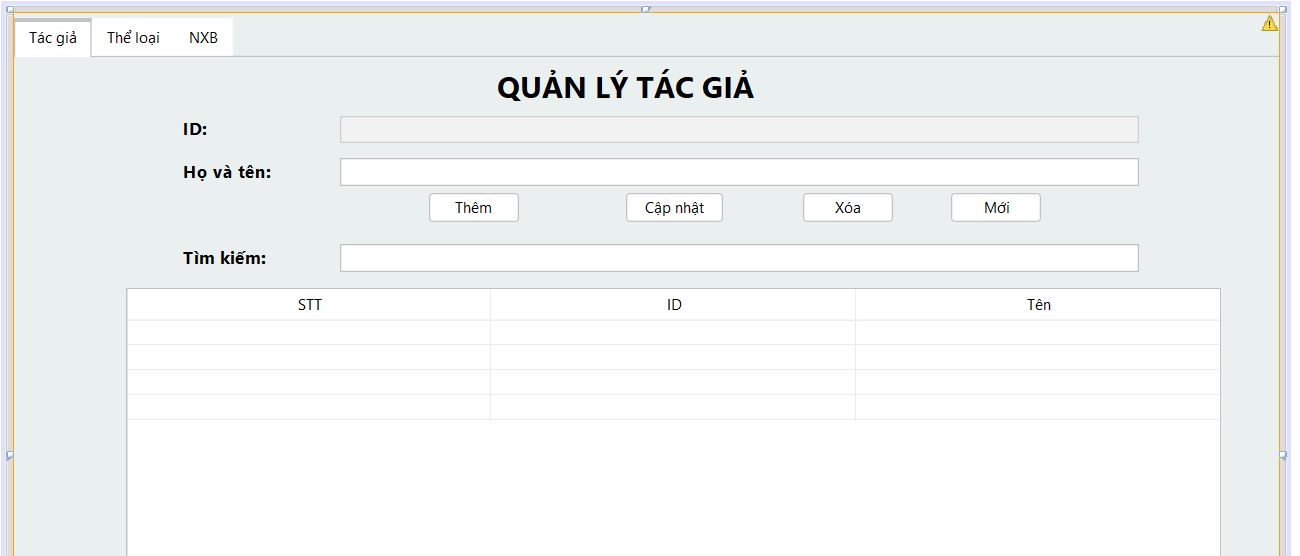 Tác giả Thể loại NXB
QUẢN LÝ TÁC GIẢ
ID:
Họ và tên:
Thêm Cập nhật Xóa Mới
Tìm kiếm:
STT ID Tên